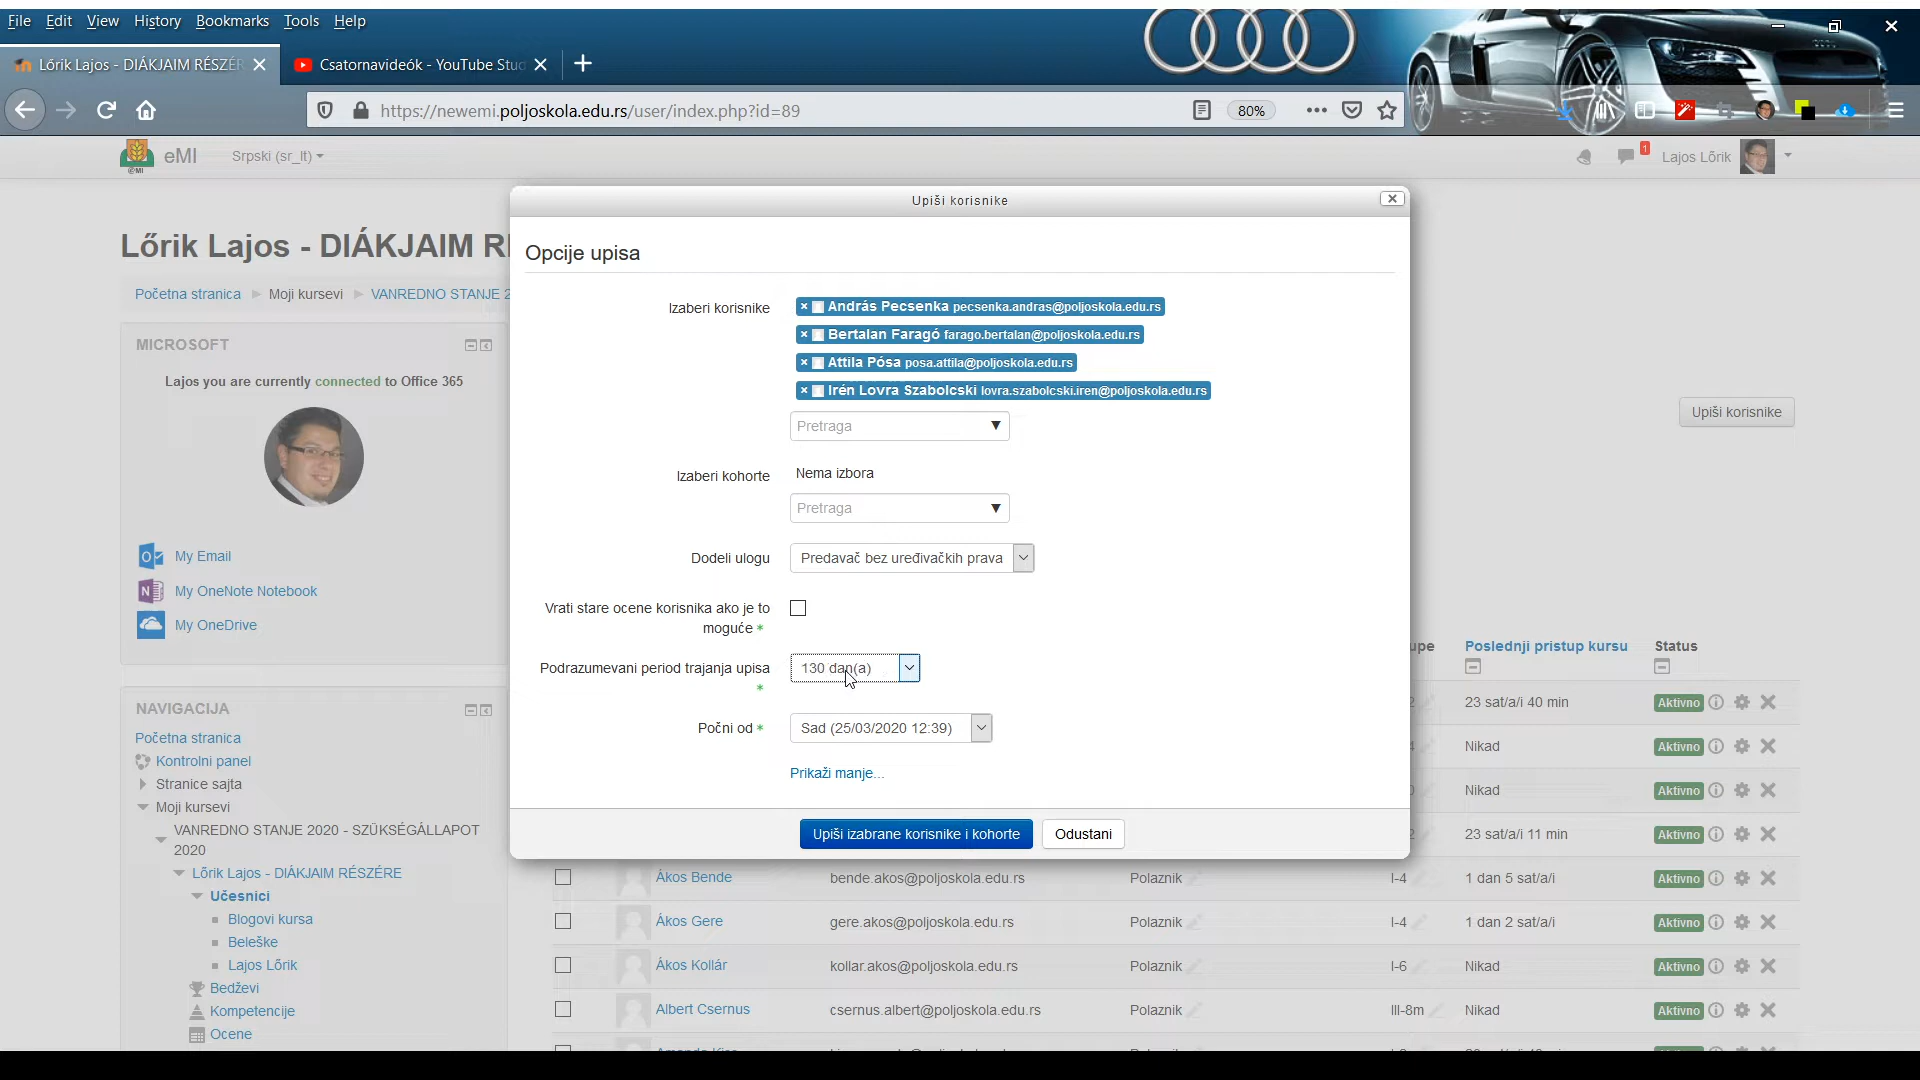 File Edit View History Bookmarks Tools Help
Lőrik Lajos - DIÁKJAIM RÉSZÉR
Csatornavideók - YouTube Stud
https://newemi.poljoskola.edu.rs/user/index.php?id=89
80%
eMI
Srpski (sr_lt)
1
Lajos Lőrik
Upiši korisnike
Lőrik Lajos - DIÁKJAIM R
Početna stranica
Moji kursevi
VANREDNO STANJE 2
MICROSOFT
Lajos you are currently connected to Office 365
My Email
My OneNote Notebook
My OneDrive
NAVIGACIJA
Početna stranica
Kontrolni panel
Stranice sajta
Moji kursevi
VANREDNO STANJE 2020 - SZÜKSÉGÁLLAPOT
2020
Lőrik Lajos - DIÁKJAIM RÉSZÉRE
Učesnici
Blogovi kursa
Beleške
Lajos Lőrik
Bedževi
Kompetencije
Ocene
Opcije upisa
Izaberi korisnike
× András Pecsenka pecsenka.andras@poljoskola.edu.rs
× Bertalan Faragó farago.bertalan@poljoskola.edu.rs
× Attila Pósa posa.attila@poljoskola.edu.rs
× Irén Lovra Szabolcski lovra.szabolcski.iren@poljoskola.edu.rs
Pretraga
Izaberi kohorte
Nema izbora
Pretraga
Dodeli ulogu
Predavač bez uređivačkih prava
Vrati stare ocene korisnika ako je to
moguće *
Podrazumevani period trajanja upisa
*
130 dan(a)
Počni od *
Sad (25/03/2020 12:39)
Prikaži manje...
Upiši izabrane korisnike i kohorte
Odustani
Upiši korisnike
upe
Poslednji pristup kursu
Status
2 23 sat/a/i 40 min Aktivno
4 Nikad Aktivno
Nikad Aktivno
2 23 sat/a/i 11 min Aktivno
Ákos Bende bende.akos@poljoskola.edu.rs Polaznik I-4 1 dan 5 sat/a/i Aktivno
Ákos Gere gere.akos@poljoskola.edu.rs Polaznik I-4 1 dan 2 sat/a/i Aktivno
Ákos Kollár kollar.akos@poljoskola.edu.rs Polaznik I-6 Nikad Aktivno
Albert Csernus csernus.albert@poljoskola.edu.rs Polaznik III-8m Nikad Aktivno